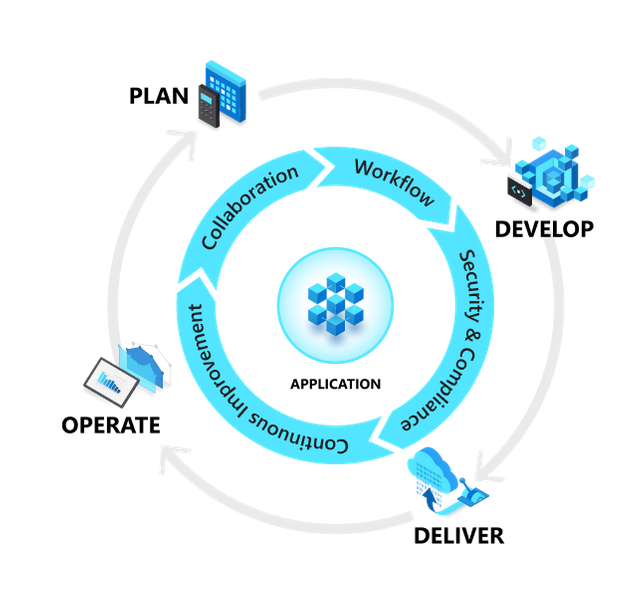 PLAN
Collaboration
Workflow
DEVELOP
Security & Compliance
APPLICATION
Continuous Improvement
OPERATE
DELIVER